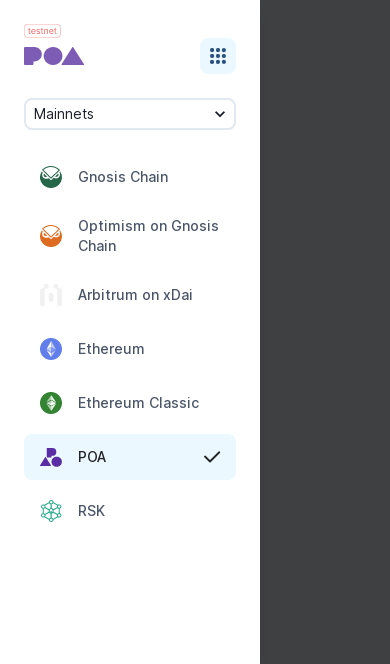 testnet
POA
Mainnets
Gnosis Chain
Optimism on Gnosis
Chain
Arbitrum on xDai
Ethereum
Ethereum Classic
POA
RSK